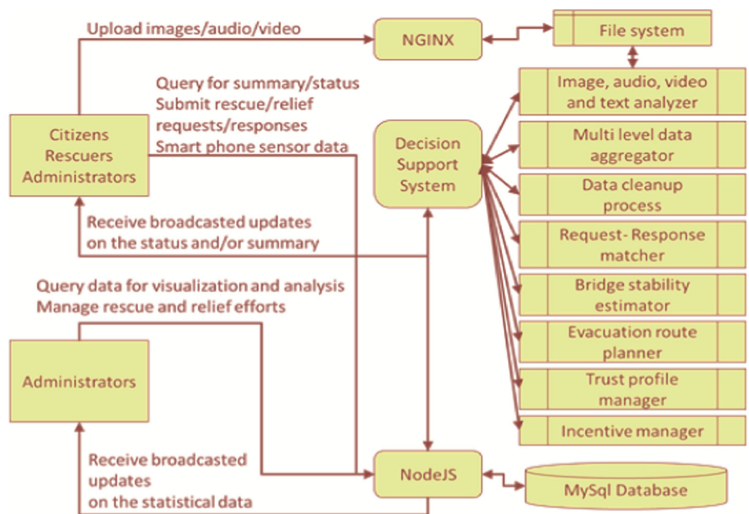 Upload images/audio/video
NGINX
File system
Query for summary/status
Submit rescue/relief
requests/responses
Smart phone sensor data
Citizens
Rescuers
Administrators
Decision
Support
System
Image, audio, video
and text analyzer
Multi level data
aggregator
Data cleanup
process
Request- Response
matcher
Bridge stability
estimator
Evacuation route
planner
Trust profile
manager
Incentive manager
Receive broadcasted updates
on the status and/or summary
Query data for visualization and analysis
Manage rescue and relief efforts
Administrators
Receive broadcasted
updates
on the statistical data
NodeJS
MySql Database